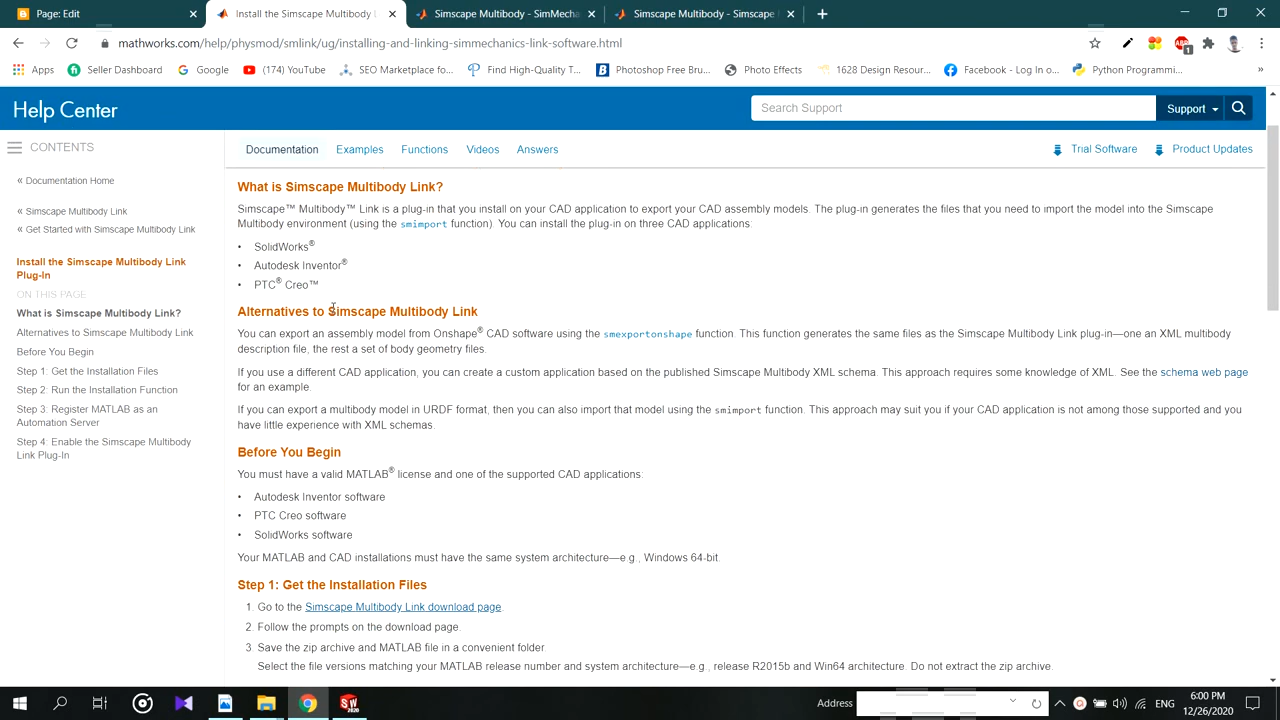 Page: Edit
Install the Simscape Multibody L
Simscape Multibody - SimMechan
Simscape Multibody - Simscape
mathworks.com/help/physmod/smlink/ug/installing-and-linking-simmechanics-link-software.html
1
Apps
Seller Dashboard
Google
(174) YouTube
SEO Marketplace fo...
Find High-Quality T...
Photoshop Free Bru...
Photo Effects
1628 Design Resour...
Facebook - Log In o...
Python Programmi...
»
Help Center
Search Support
Support
CONTENTS
Documentation
Examples
Functions
Videos
Answers
Trial Software
Product Updates
« Documentation Home
« Simscape Multibody Link
« Get Started with Simscape Multibody Link
Install the Simscape Multibody Link
Plug-In
ON THIS PAGE
What is Simscape Multibody Link?
Alternatives to Simscape Multibody Link
Before You Begin
Step 1: Get the Installation Files
Step 2: Run the Installation Function
Step 3: Register MATLAB as an
Automation Server
Step 4: Enable the Simscape Multibody
Link Plug-In
What is Simscape Multibody Link?
Simscape™ Multibody™ Link is a plug-in that you install on your CAD application to export your CAD assembly models. The plug-in generates the files that you need to import the model into the Simscape
Multibody environment (using the smimport function). You can install the plug-in on three CAD applications:
• SolidWorks®
• Autodesk Inventor®
• PTC® Creo™
Alternatives to Simscape Multibody Link
You can export an assembly model from Onshape® CAD software using the smexportonshape function. This function generates the same files as the Simscape Multibody Link plug-in—one an XML multibody
description file, the rest a set of body geometry files.
If you use a different CAD application, you can create a custom application based on the published Simscape Multibody XML schema. This approach requires some knowledge of XML. See the schema web page
for an example.
If you can export a multibody model in URDF format, then you can also import that model using the smimport function. This approach may suit you if your CAD application is not among those supported and you
have little experience with XML schemas.
Before You Begin
You must have a valid MATLAB® license and one of the supported CAD applications:
• Autodesk Inventor software
• PTC Creo software
• SolidWorks software
Your MATLAB and CAD installations must have the same system architecture—e.g., Windows 64-bit.
Step 1: Get the Installation Files
1. Go to the Simscape Multibody Link download page.
2. Follow the prompts on the download page.
3. Save the zip archive and MATLAB file in a convenient folder.
Select the file versions matching your MATLAB release number and system architecture—e.g., release R2015b and Win64 architecture. Do not extract the zip archive.
SW
2020
Address
ENG
6:00 PM
12/26/2020